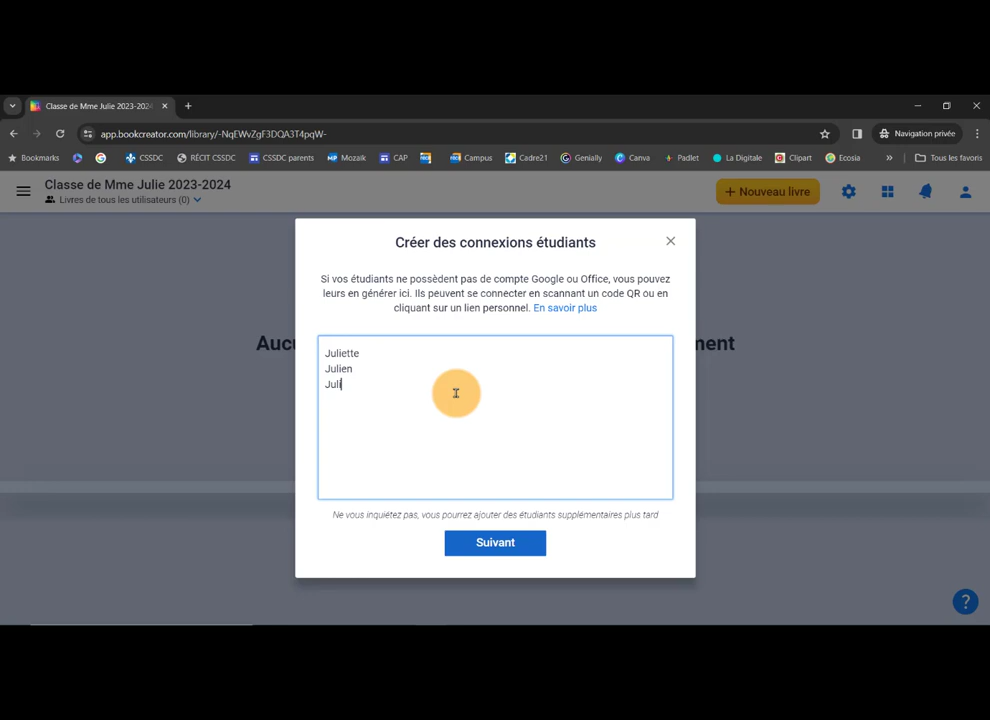 Classe de Mme Julie 2023-2024
app.bookcreator.com/library/-NqEWvZgF3DQA3T4pqW-
Navigation privée
Bookmarks
CSSDC
RÉCIT CSSDC
CSSDC parents
Mozaik
CAP
Campus
Cadre21
Genially
Canva
Padlet
La Digitale
Clipart
Ecosia
»
Tous les favoris
Classe de Mme Julie 2023-2024
Livres de tous les utilisateurs (0)
+ Nouveau livre
Créer des connexions étudiants
Si vos étudiants ne possèdent pas de compte Google ou Office, vous pouvez
leurs en générer ici. Ils peuvent se connecter en scannant un code QR ou en
cliquant sur un lien personnel. En savoir plus
Aucu
ment
Juliette
Julien
Juli
Ne vous inquiétez pas, vous pourrez ajouter des étudiants supplémentaires plus tard
Suivant
?